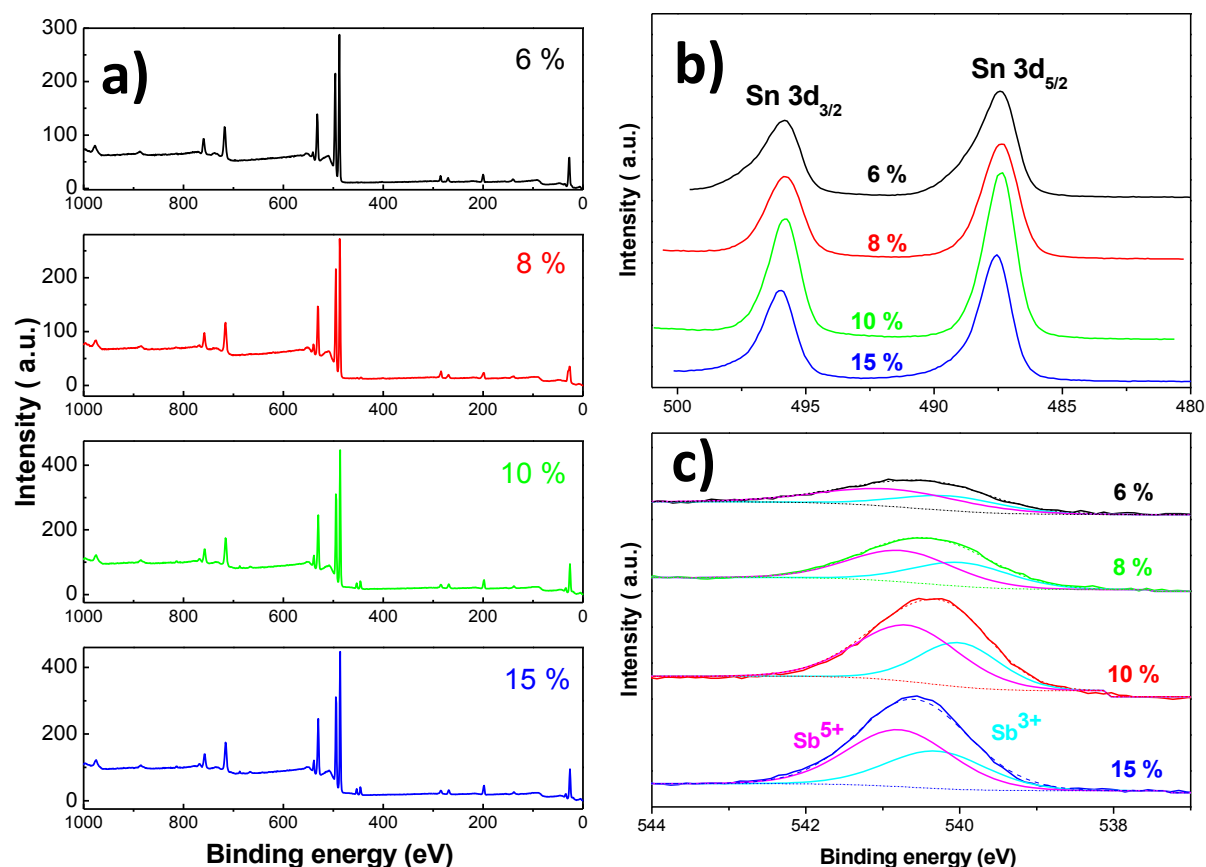 a)
6 %
300
200
100
0
1000 800 600 400 200 0
8 %
200
100
0
1000 800 600 400 200 0
10 %
400
200
0
1000 800 600 400 200 0
15 %
400
200
0
1000 800 600 400 200 0
Intensity ( a.u.)
Binding energy (eV)
b)
Sn 3d3/2
Sn 3d5/2
6 %
8 %
10 %
15 %
Intensity ( a.u.)
500 495 490 485 480
c)
6 %
8 %
10 %
Sb5+
Sb3+
15 %
Intensity (a.u.)
544 542 540 538
Binding energy (eV)